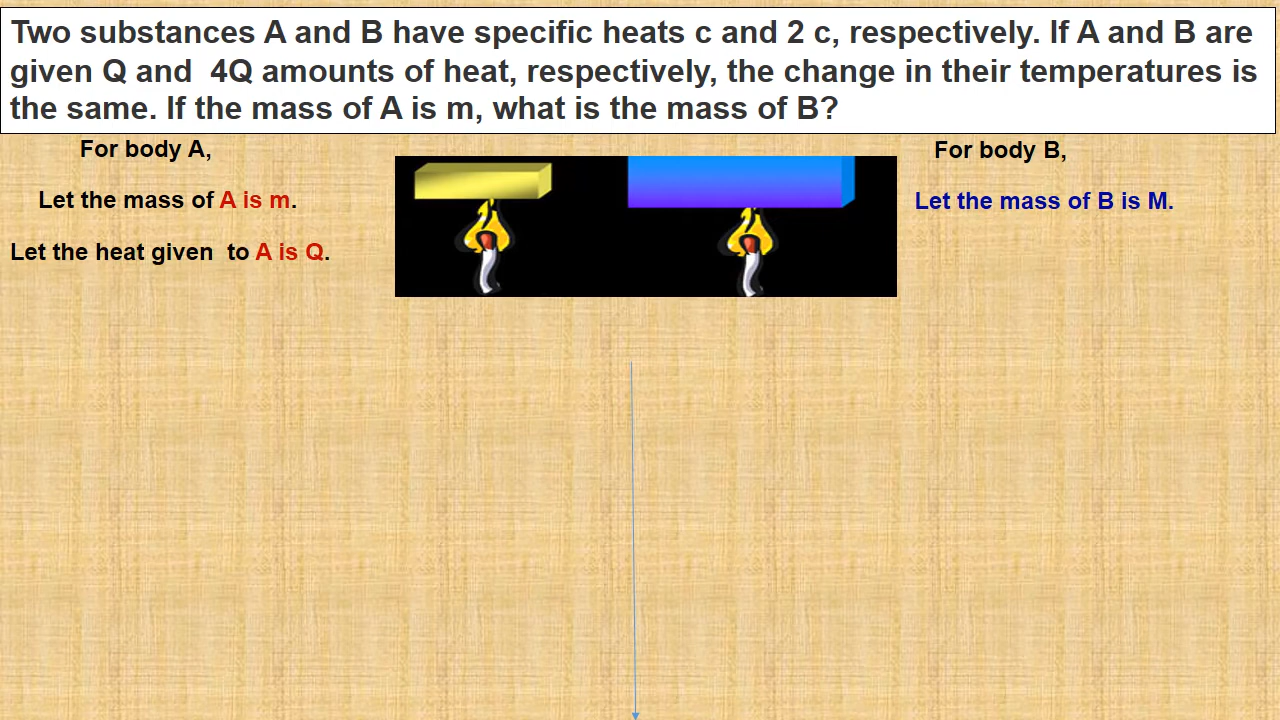 Two substances A and B have specific heats c and 2 c, respectively. If A and B are
given Q and  4Q amounts of heat, respectively, the change in their temperatures is
the same. If the mass of A is m, what is the mass of B?
For body A,
Let the mass of A is m.
Let the heat given  to A is Q.
For body B,
Let the mass of B is M.